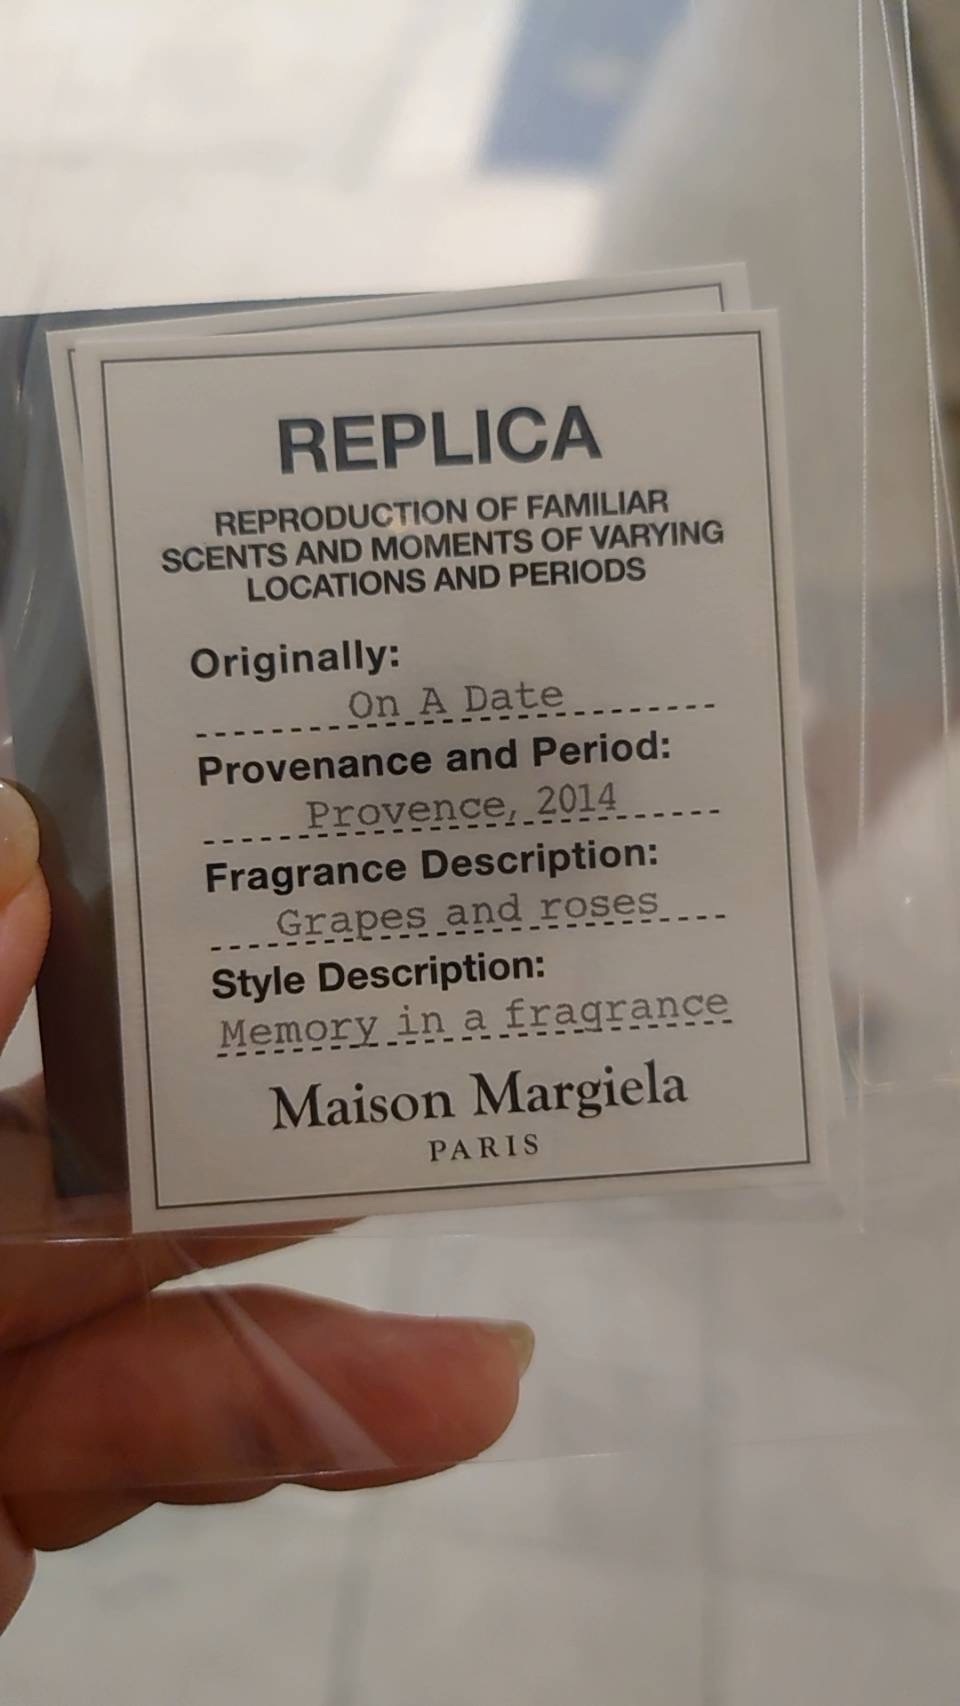 REPLICA
REPRODUCTION OF FAMILIAR
SCENTS AND MOMENTS OF VARYING
LOCATIONS AND PERIODS
Originally:
On A Date
Provenance and Period:
Provence, 2014
Fragrance Description:
Grapes and roses
Style Description:
Memory in a fragrance
Maison Margiela
PARIS